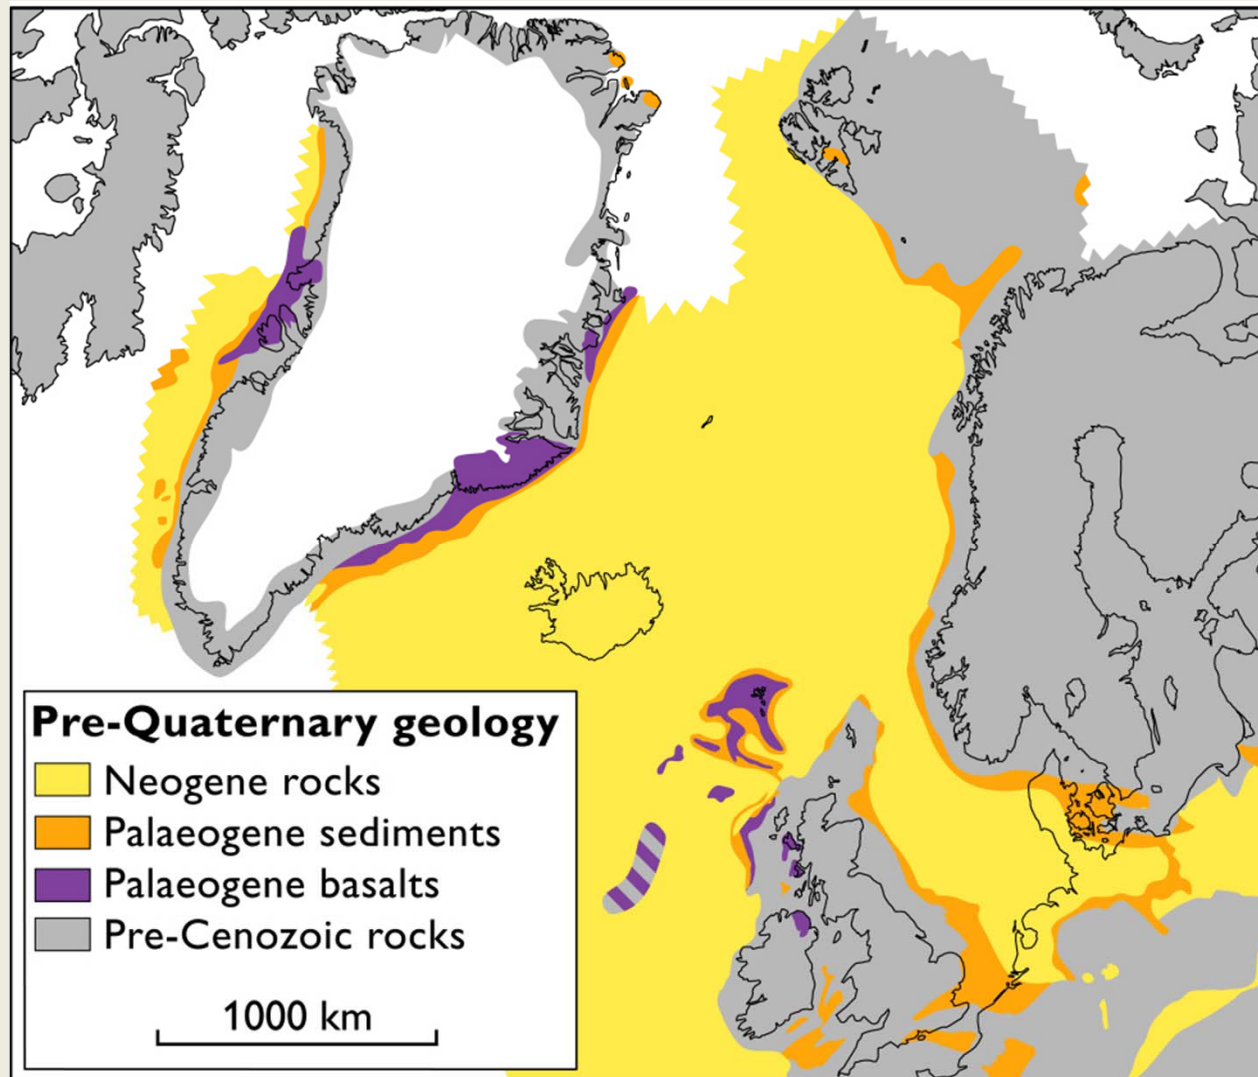 Pre-Quaternary geology
Neogene rocks
Palaeogene sediments
Palaeogene basalts
Pre-Cenozoic rocks
1000 km